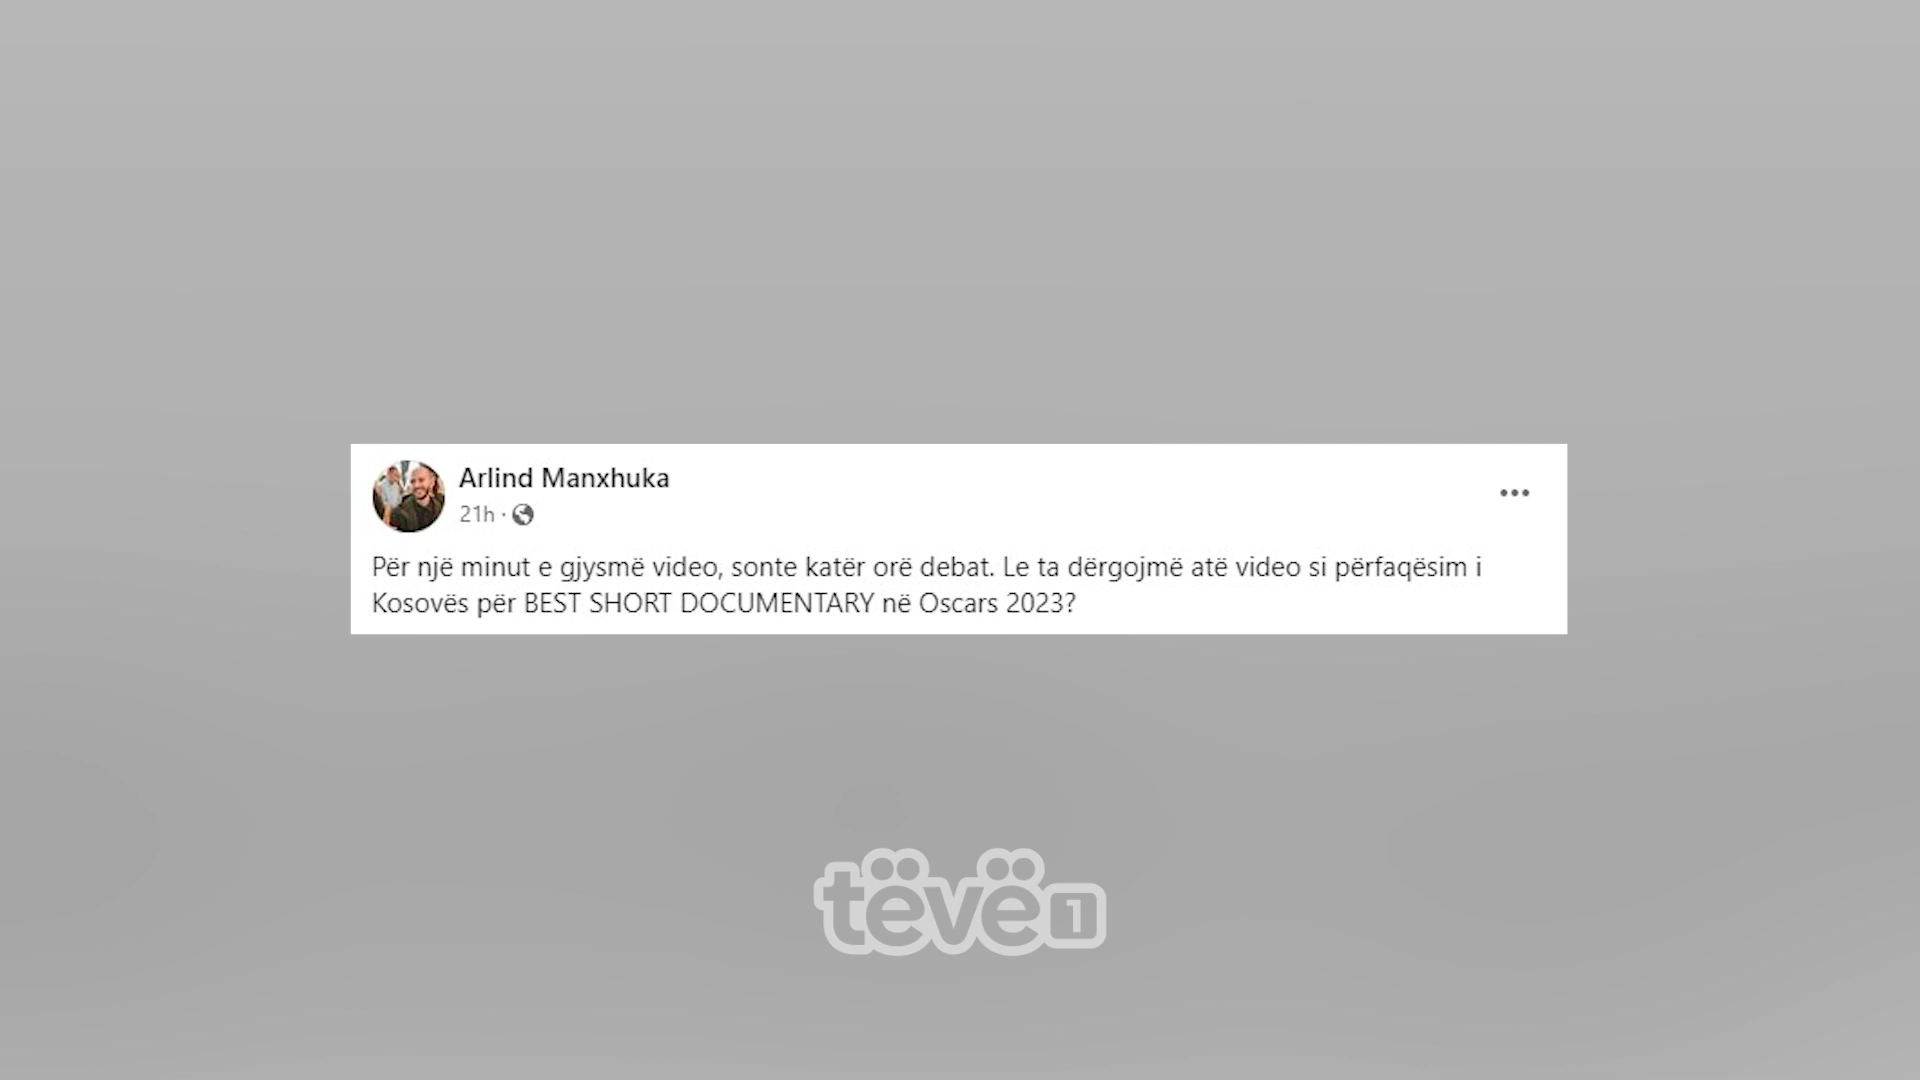 Arlind Manxhuka
21h ·
Për një minut e gjysmë video, sonte katër orë debat. Le ta dërgojmë atë video si përfaqësim i
Kosovës për BEST SHORT DOCUMENTARY në Oscars 2023?
tëvë1